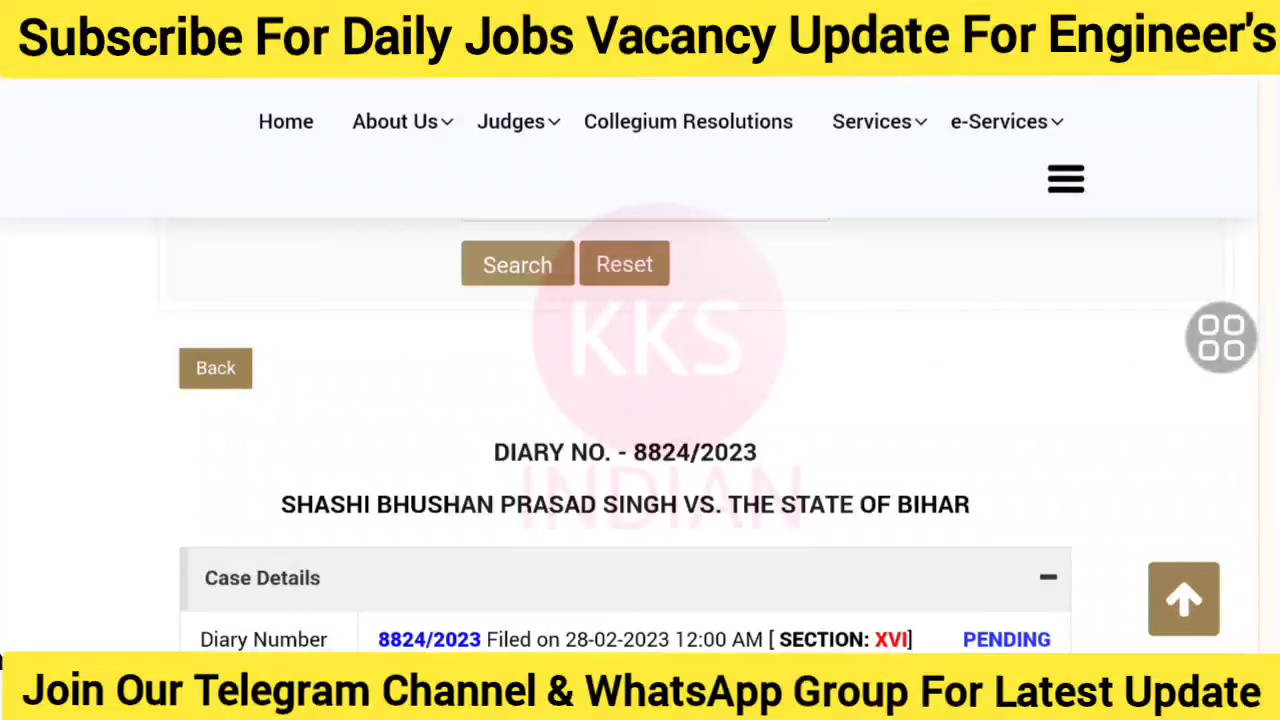 Subscribe For Daily Jobs Vacancy Update For Engineer's
Home About Us Judges Collegium Resolutions Services e-Services
Search Reset
KKS
Back
DIARY NO. - 8824/2023
INDIAN
SHASHI BHUSHAN PRASAD SINGH VS. THE STATE OF BIHAR
Case Details
Diary Number 8824/2023 Filed on 28-02-2023 12:00 AM [ SECTION: XVI] PENDING
Join Our Telegram Channel & WhatsApp Group For Latest Update